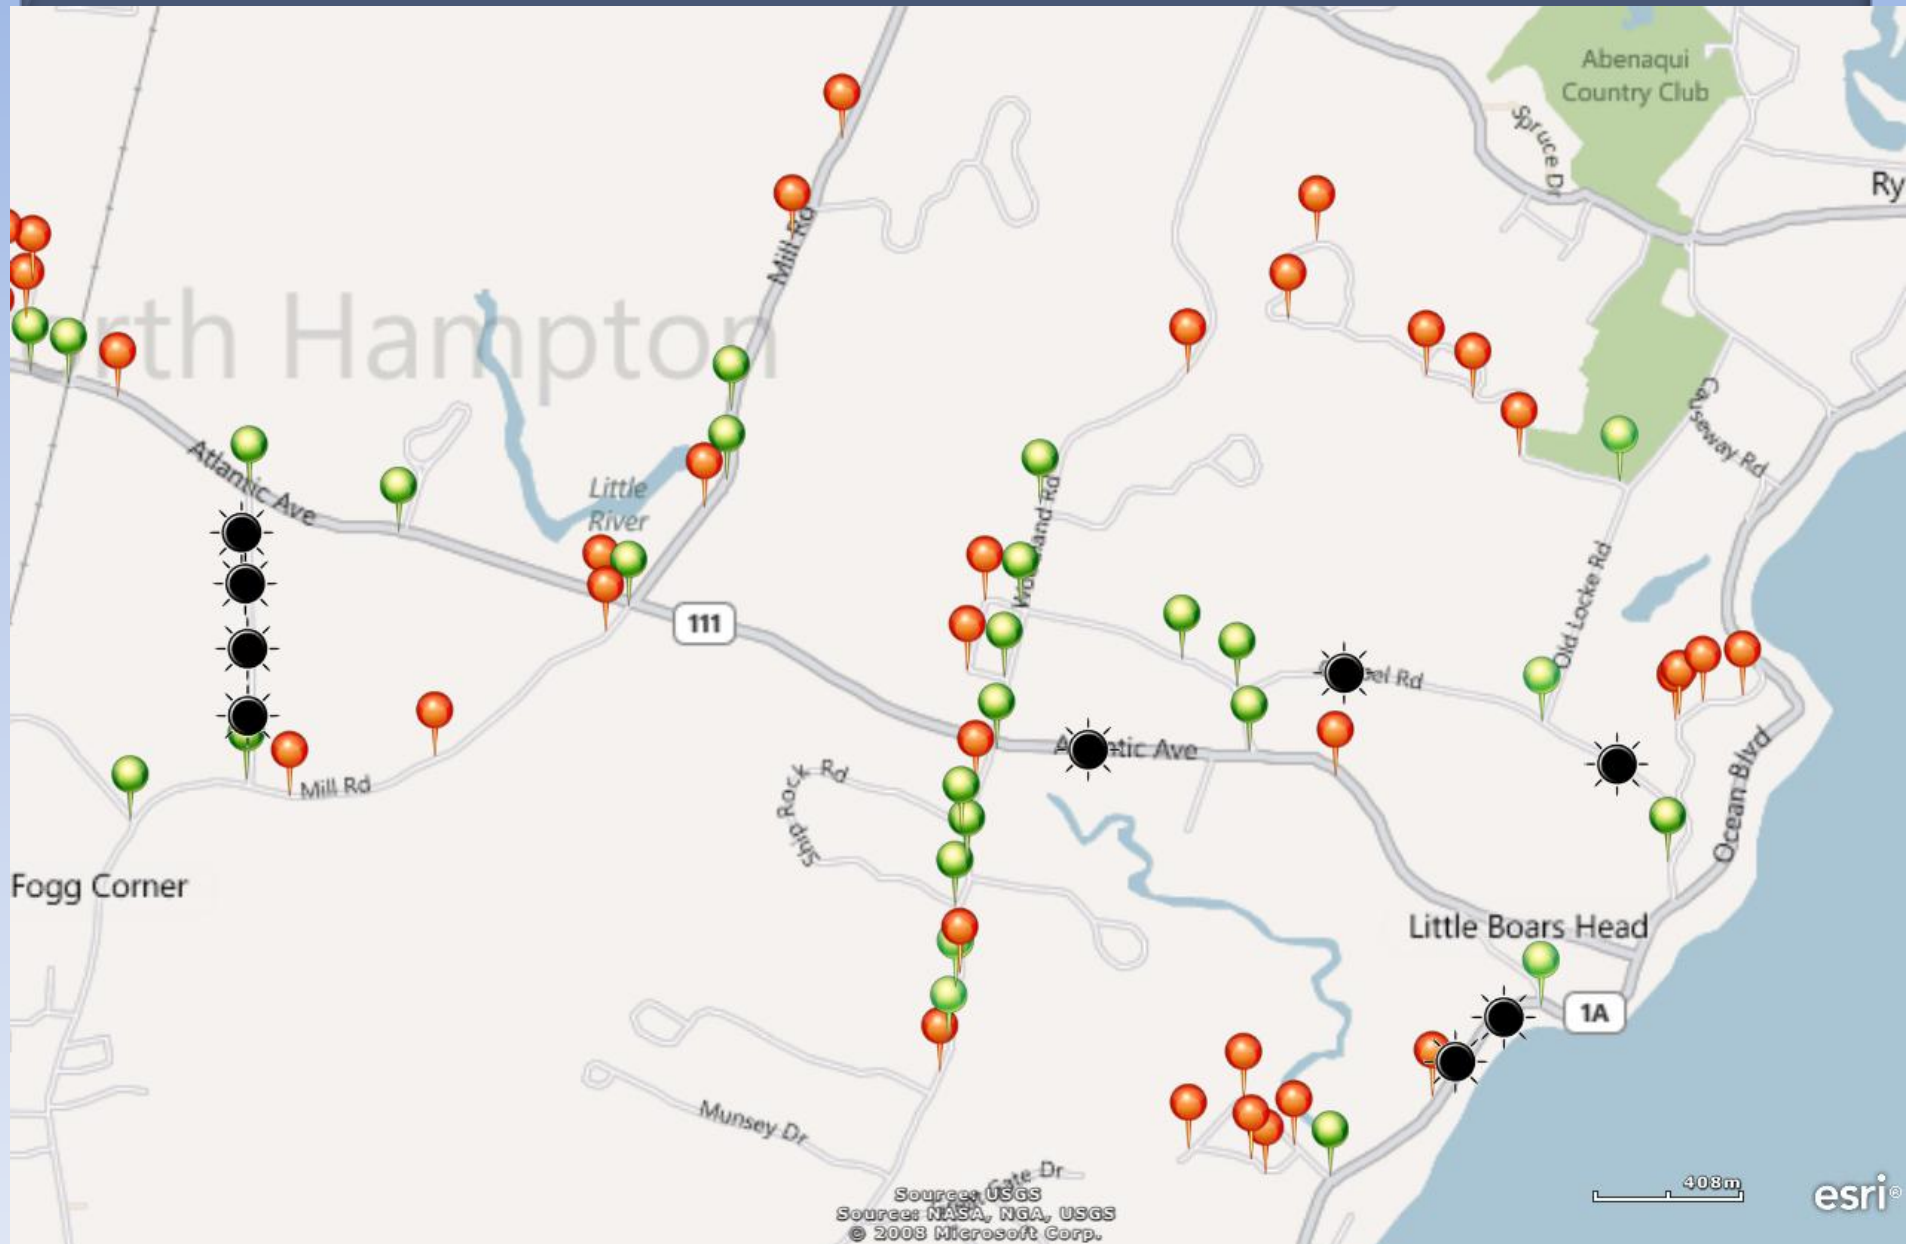 Abenaqui
Country Club
Spruce Dr
Ry
Mill Rd
rth Hampton
Causeway Rd
Atlantic Ave
Little
River
Old Locke Rd
111
Rd
Atlantic Ave
Ship Rock Rd
Mill Rd
Ocean Blvd
Fogg Corner
Little Boars Head
1A
Munsey Dr
Gate Dr
Source: USGS
Source: NASA, NGA, USGS
© 2008 Microsoft Corp.
408m
esri®